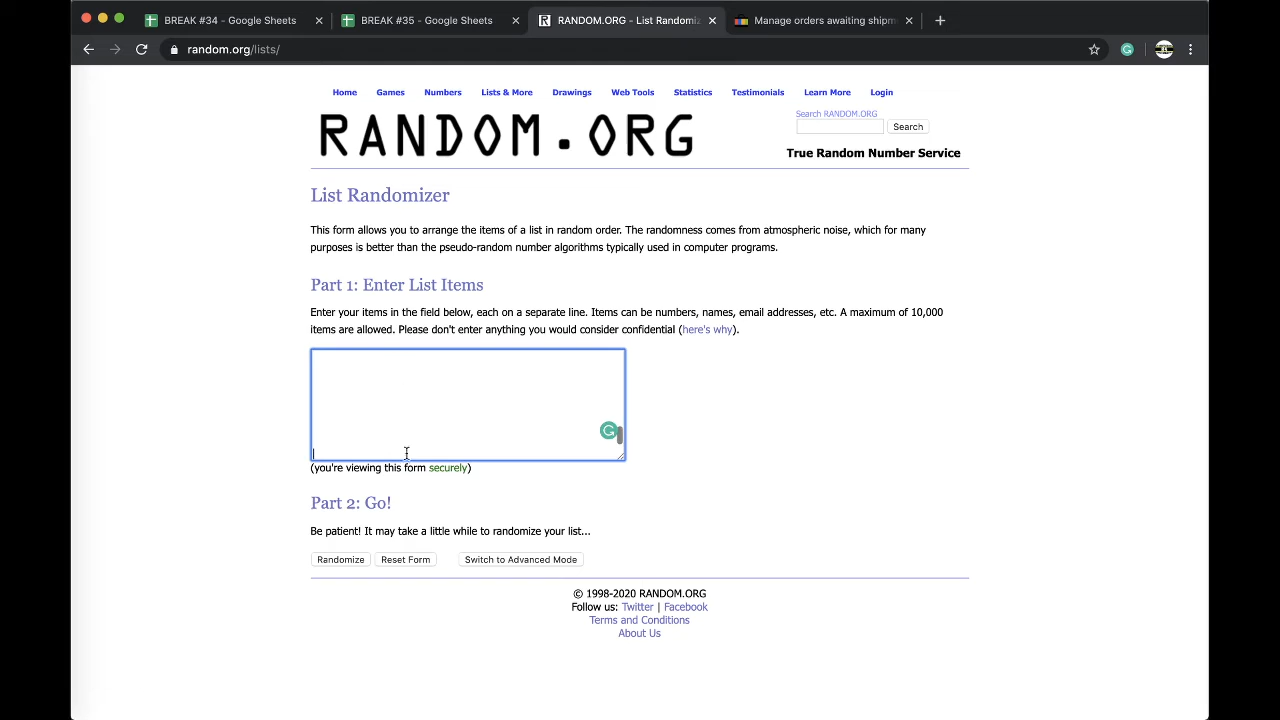 BREAK #34 - Google Sheets
BREAK #35 - Google Sheets
RANDOM.ORG - List Randomiz
Manage orders awaiting shipm
random.org/lists/
Home Games Numbers Lists & More Drawings Web Tools Statistics Testimonials Learn More Login
RANDOM.ORG
Search RANDOM.ORG
Search
True Random Number Service
List Randomizer
This form allows you to arrange the items of a list in random order. The randomness comes from atmospheric noise, which for many
purposes is better than the pseudo-random number algorithms typically used in computer programs.
Part 1: Enter List Items
Enter your items in the field below, each on a separate line. Items can be numbers, names, email addresses, etc. A maximum of 10,000
items are allowed. Please don't enter anything you would consider confidential (here's why).
(you're viewing this form securely)
Part 2: Go!
Be patient! It may take a little while to randomize your list...
Randomize Reset Form Switch to Advanced Mode
© 1998-2020 RANDOM.ORG
Follow us: Twitter | Facebook
Terms and Conditions
About Us